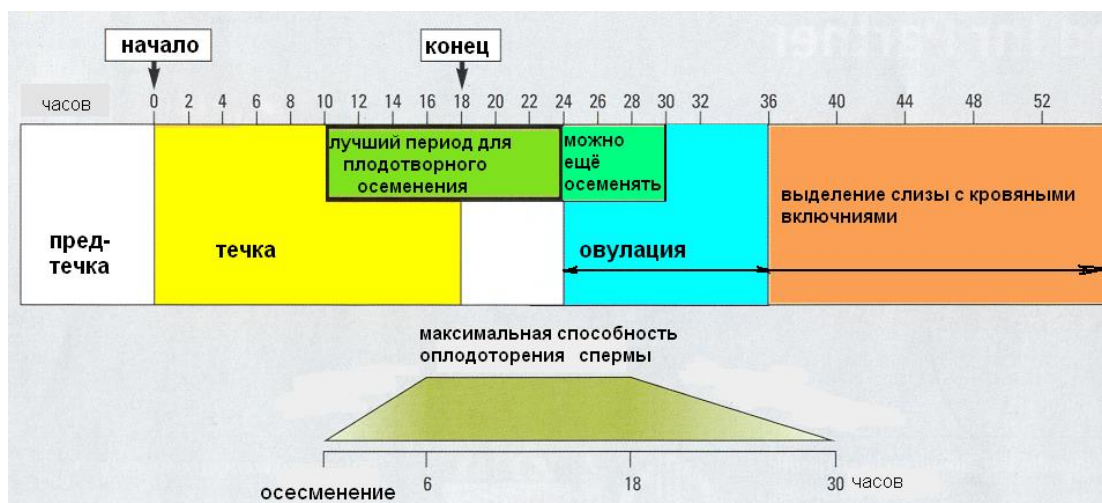 начало
конец
часов 0 2 4 6 8 10 12 14 16 18 20 22 24 26 28 30 32 36 40 44 48 52
лучший период для
плодотворного
осеменения
можно
ещё
осеменять
выделение слизы с кровяными
включниями
пред-
течка
течка
овулация
максимальная способность
оплодоторения спермы
осесменение 6 18 30 часов